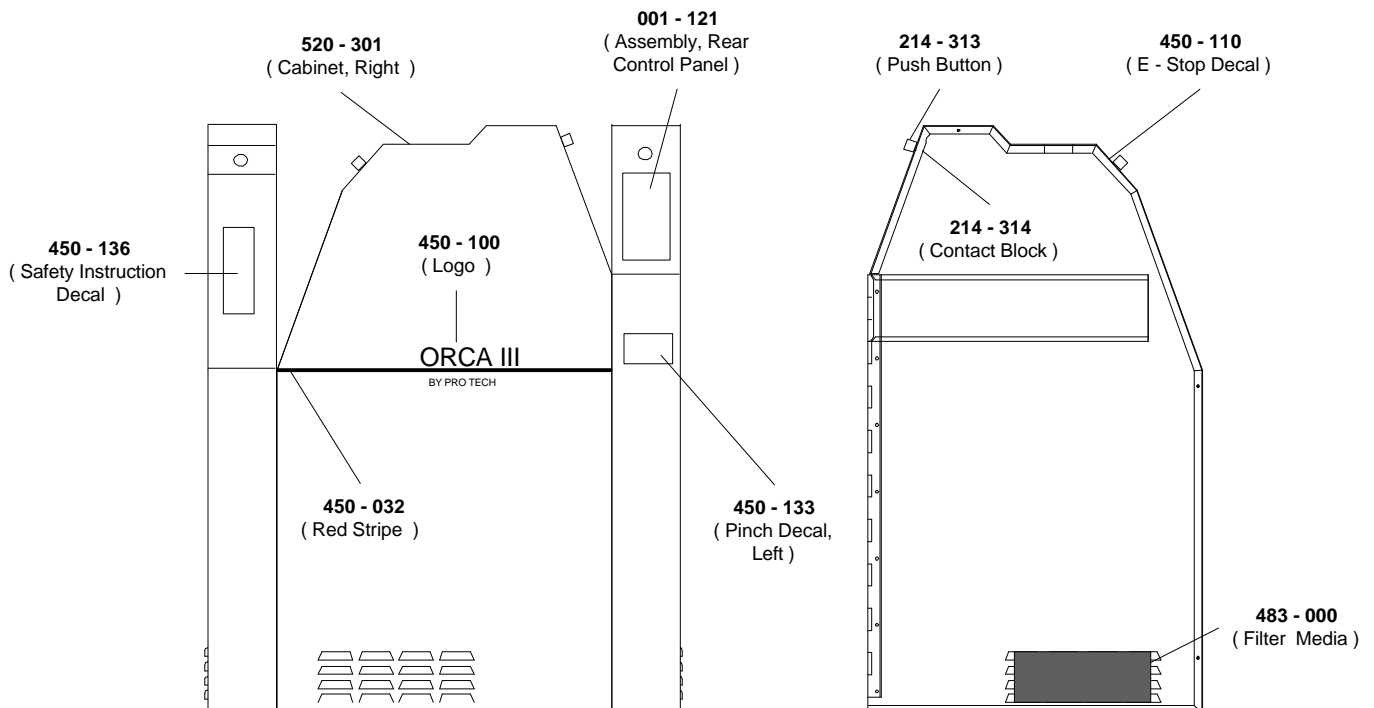 001 - 121
( Assembly, Rear
Control Panel )
520 - 301
( Cabinet, Right )
214 - 313
( Push Button )
450 - 110
( E - Stop Decal )
450 - 136
( Safety Instruction
Decal )
450 - 100
( Logo )
214 - 314
( Contact Block )
ORCA III
BY PRO TECH
450 - 032
( Red Stripe )
450 - 133
( Pinch Decal,
Left )
483 - 000
( Filter Media )